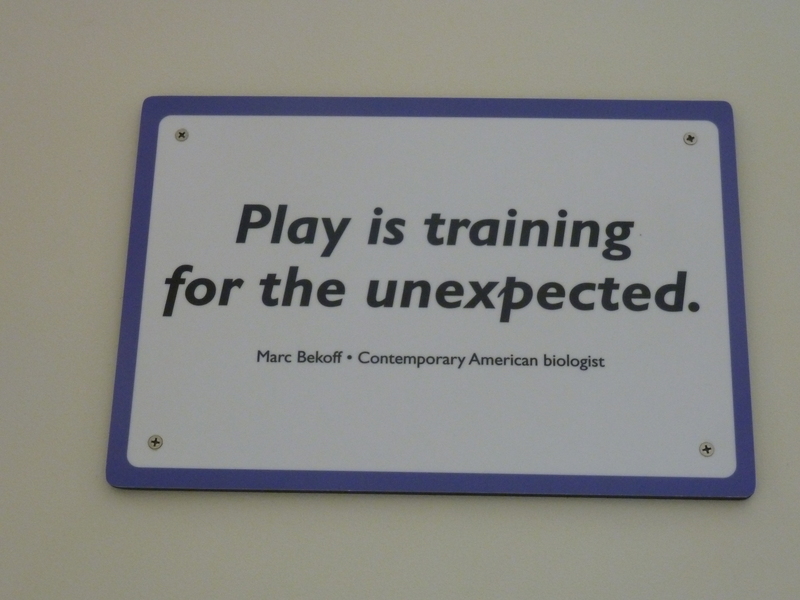 Play is training
for the unexpected.
Marc Bekoff • Contemporary American biologist